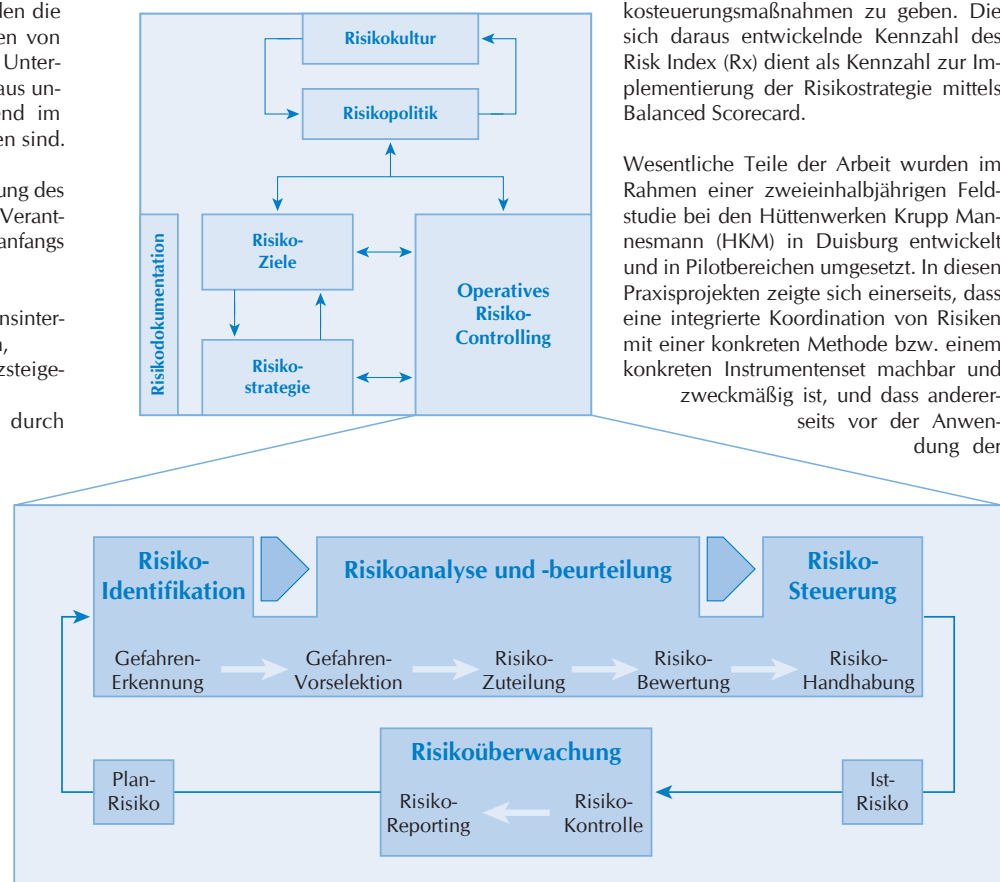 den die
en von
Unter-
aus un-
end im
en sind.
ung des
Verant-
anfangs
nsinter-
n,
zsteige-
durch
Risikokultur
Risikopolitik
Risiko-
Ziele
Risiko-
strategie
Operatives
Risiko-
Controlling
Risikodokumentation
kosteuerungsmaßnahmen zu geben. Die
sich daraus entwickelnde Kennzahl des
Risk Index (Rx) dient als Kennzahl zur Im-
plementierung der Risikostrategie mittels
Balanced Scorecard.
Wesentliche Teile der Arbeit wurden im
Rahmen einer zweieinhalbjährigen Feld-
studie bei den Hüttenwerken Krupp Man-
nesmann (HKM) in Duisburg entwickelt
und in Pilotbereichen umgesetzt. In diesen
Praxisprojekten zeigte sich einerseits, dass
eine integrierte Koordination von Risiken
mit einer konkreten Methode bzw. einem
konkreten Instrumentenset machbar und
zweckmäßig ist, und dass anderer-
seits vor der Anwen-
dung der
Risiko-
Identifikation
Risikoanalyse und -beurteilung
Risiko-
Steuerung
Gefahren-
Erkennung
Gefahren-
Vorselektion
Risiko-
Zuteilung
Risiko-
Bewertung
Risiko-
Handhabung
Plan-
Risiko
Risikoüberwachung
Risiko-
Reporting
Risiko-
Kontrolle
Ist-
Risiko